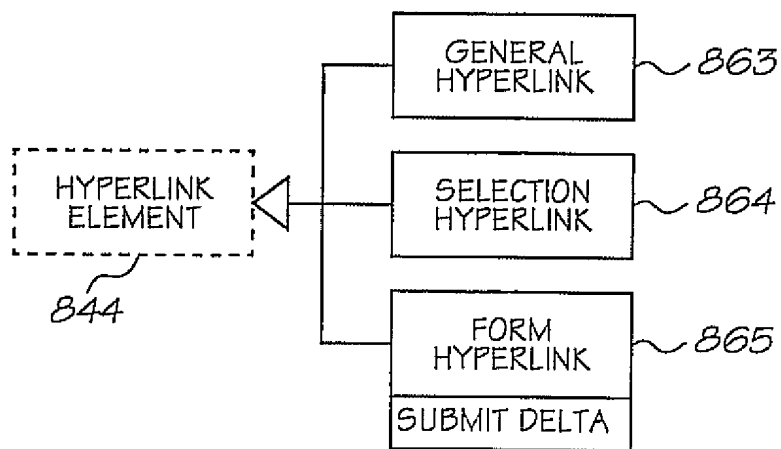 GENERAL
HYPERLINK
863
HYPERLINK
ELEMENT
844
SELECTION
HYPERLINK
864
FORM
HYPERLINK
865
SUBMIT DELTA